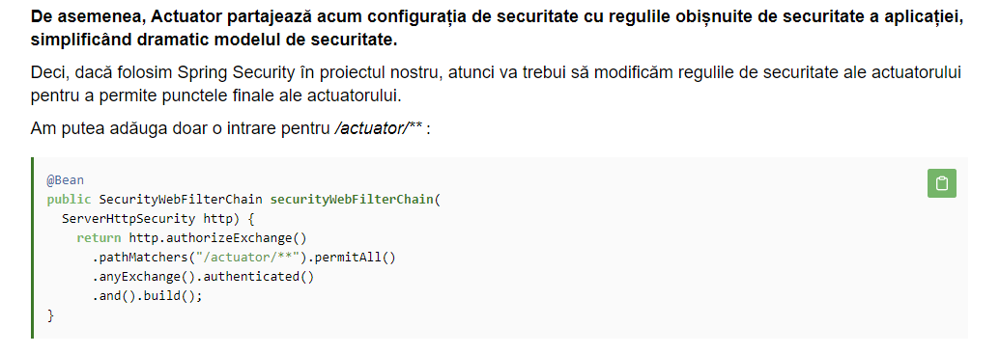 De asemenea, Actuator partajează acum configurația de securitate cu regulile obișnuite de securitate a aplicației,
simplificând dramatic modelul de securitate.
Deci, dacă folosim Spring Security în proiectul nostru, atunci va trebui să modificăm regulile de securitate ale actuatorului
pentru a permite punctele finale ale actuatorului.
Am putea adăuga doar o intrare pentru /actuator/** :
@Bean
public SecurityWebFilterChain securityWebFilterChain(
  ServerHttpSecurity http) {
    return http.authorizeExchange()
      .pathMatchers("/actuator/**").permitAll()
      .anyExchange().authenticated()
      .and().build();
}